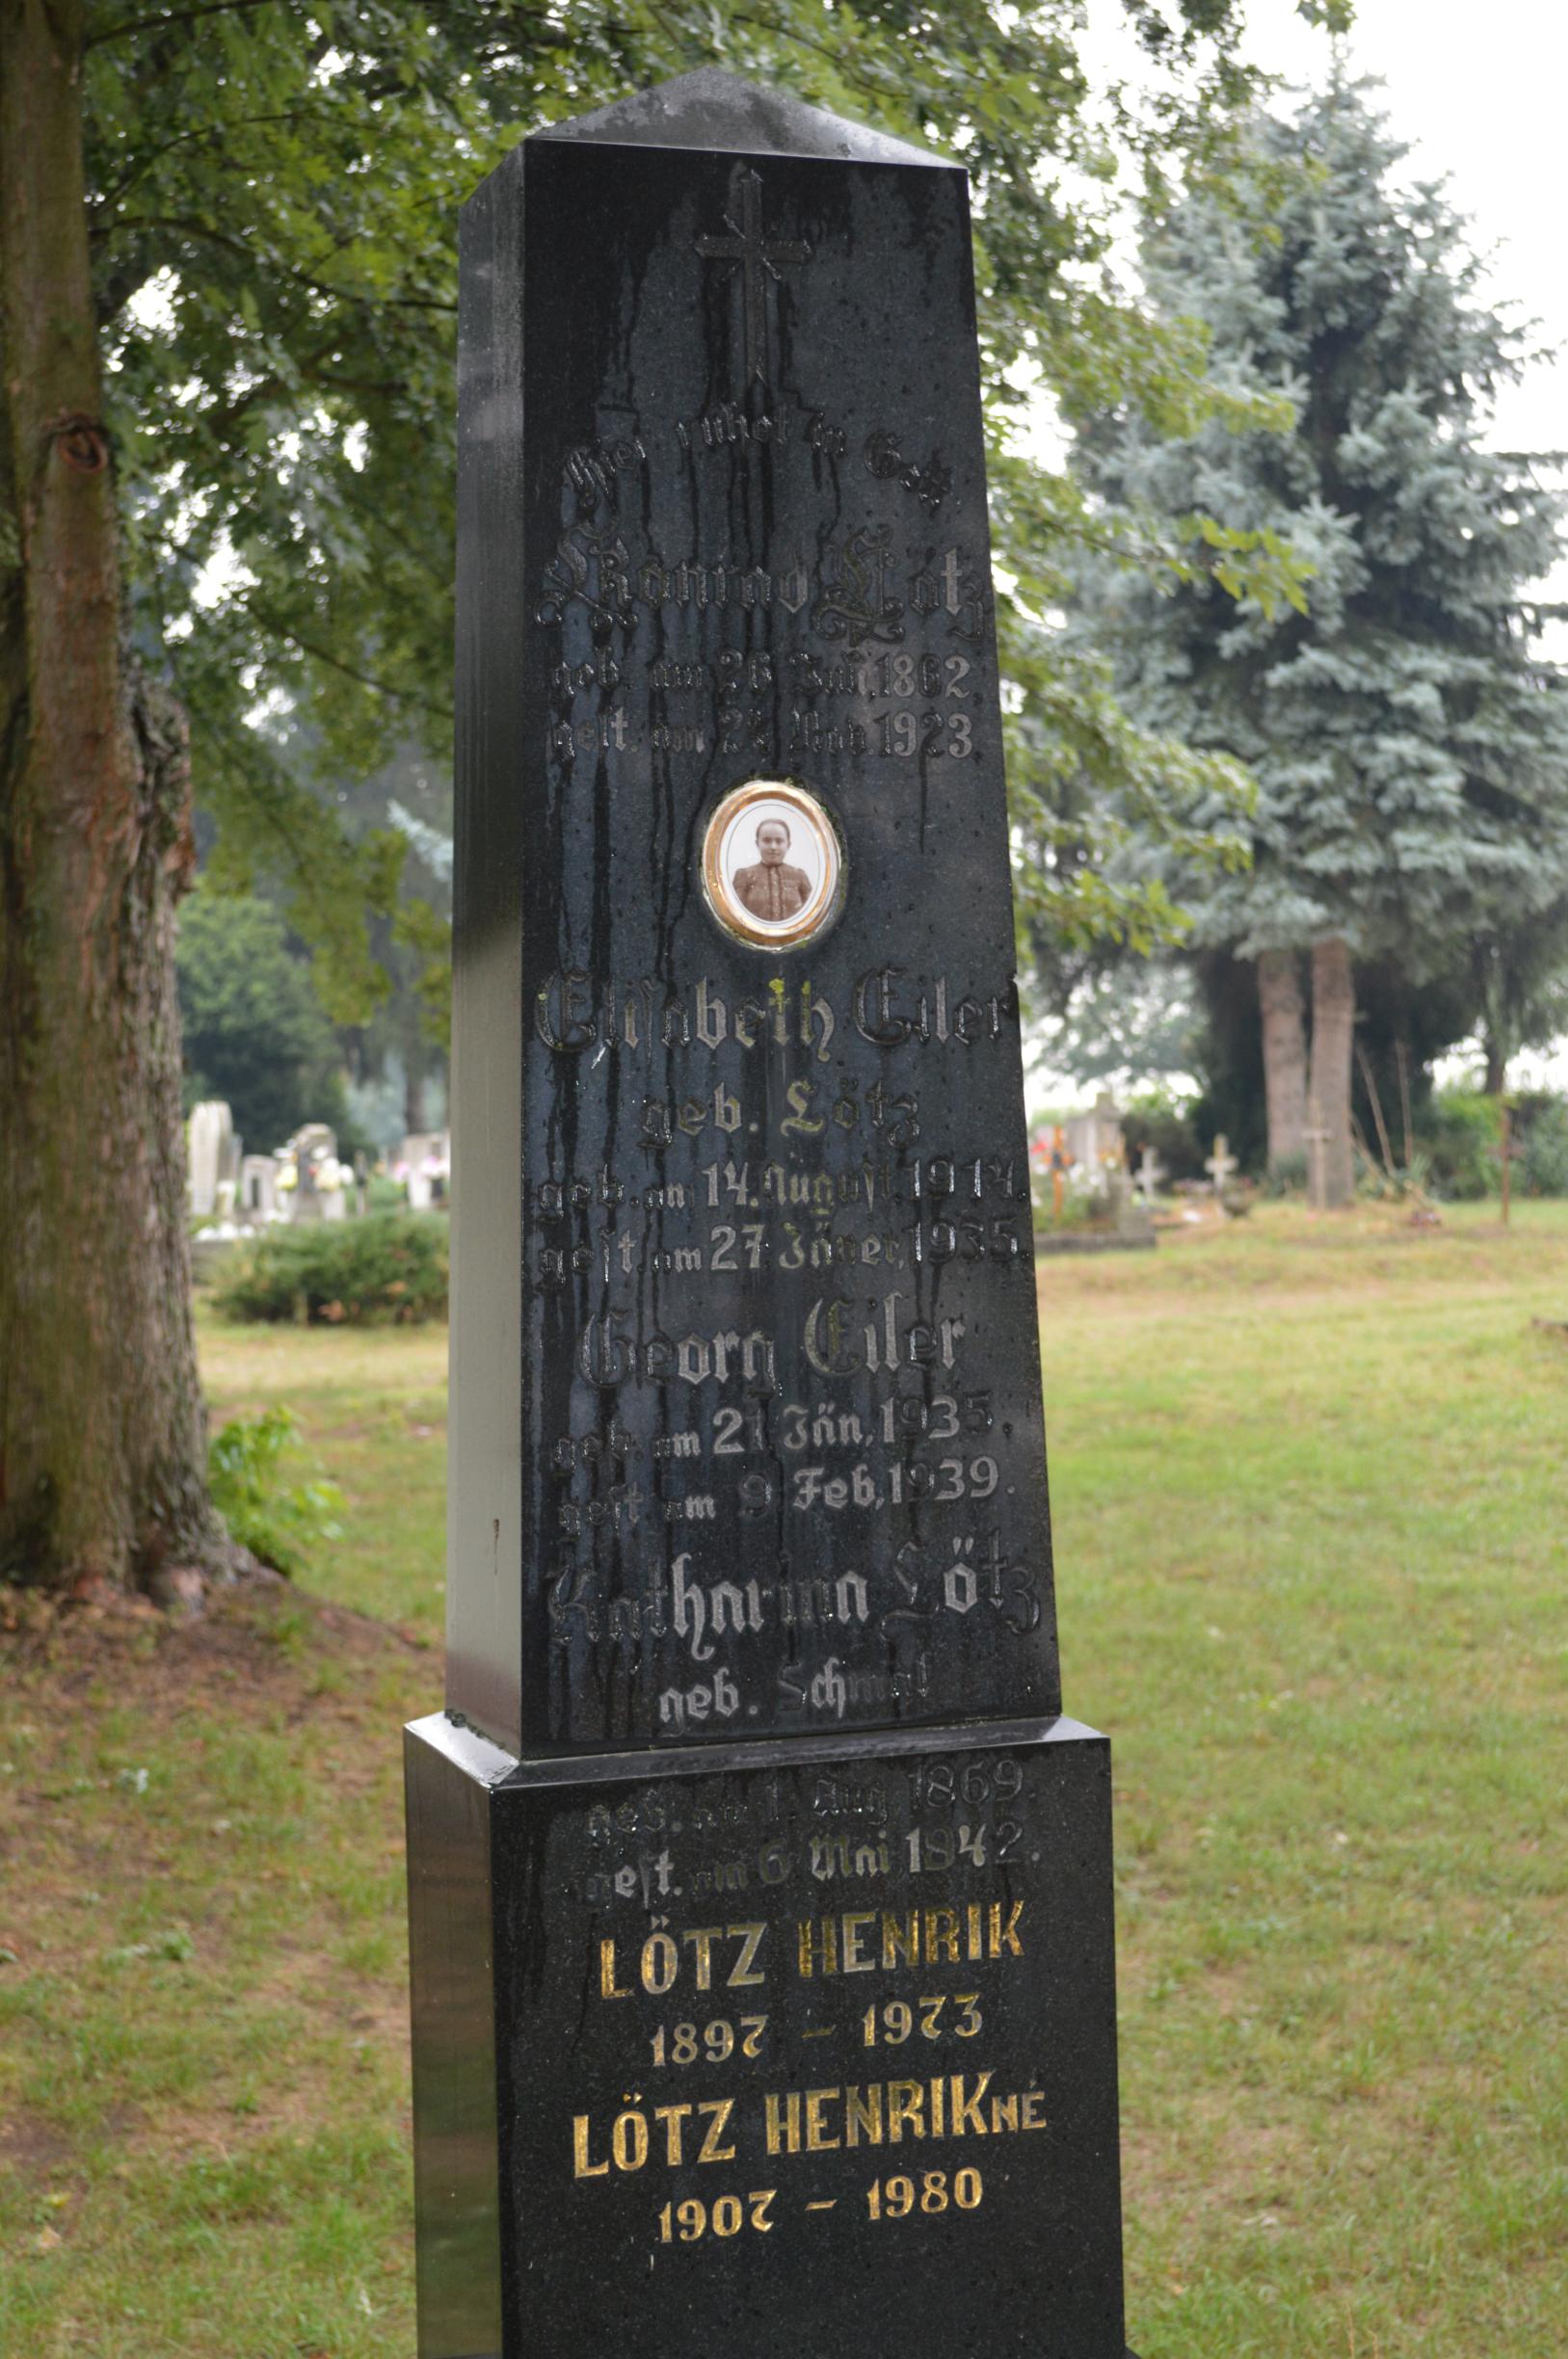 Hier ruhet in Gott
Konrad Lötz
geb. am 26 Juli,1862.
gest. am 24 Nov.1923
Elisabeth Eiler
geb. Lötz
geb. am 14. August,1914.
gest am 27 Jäner,1935.
Georg Eiler
geb. am 21 Jän,1935.
gest am 9 Feb,1939.
Katharina Lötz
geb.
geb. am 1. Aug 1869.
gest. am 6 Mai 1842.
LÖTZ HENRIK
1897 – 1973
LÖTZ HENRIKNÉ
1907 – 1980